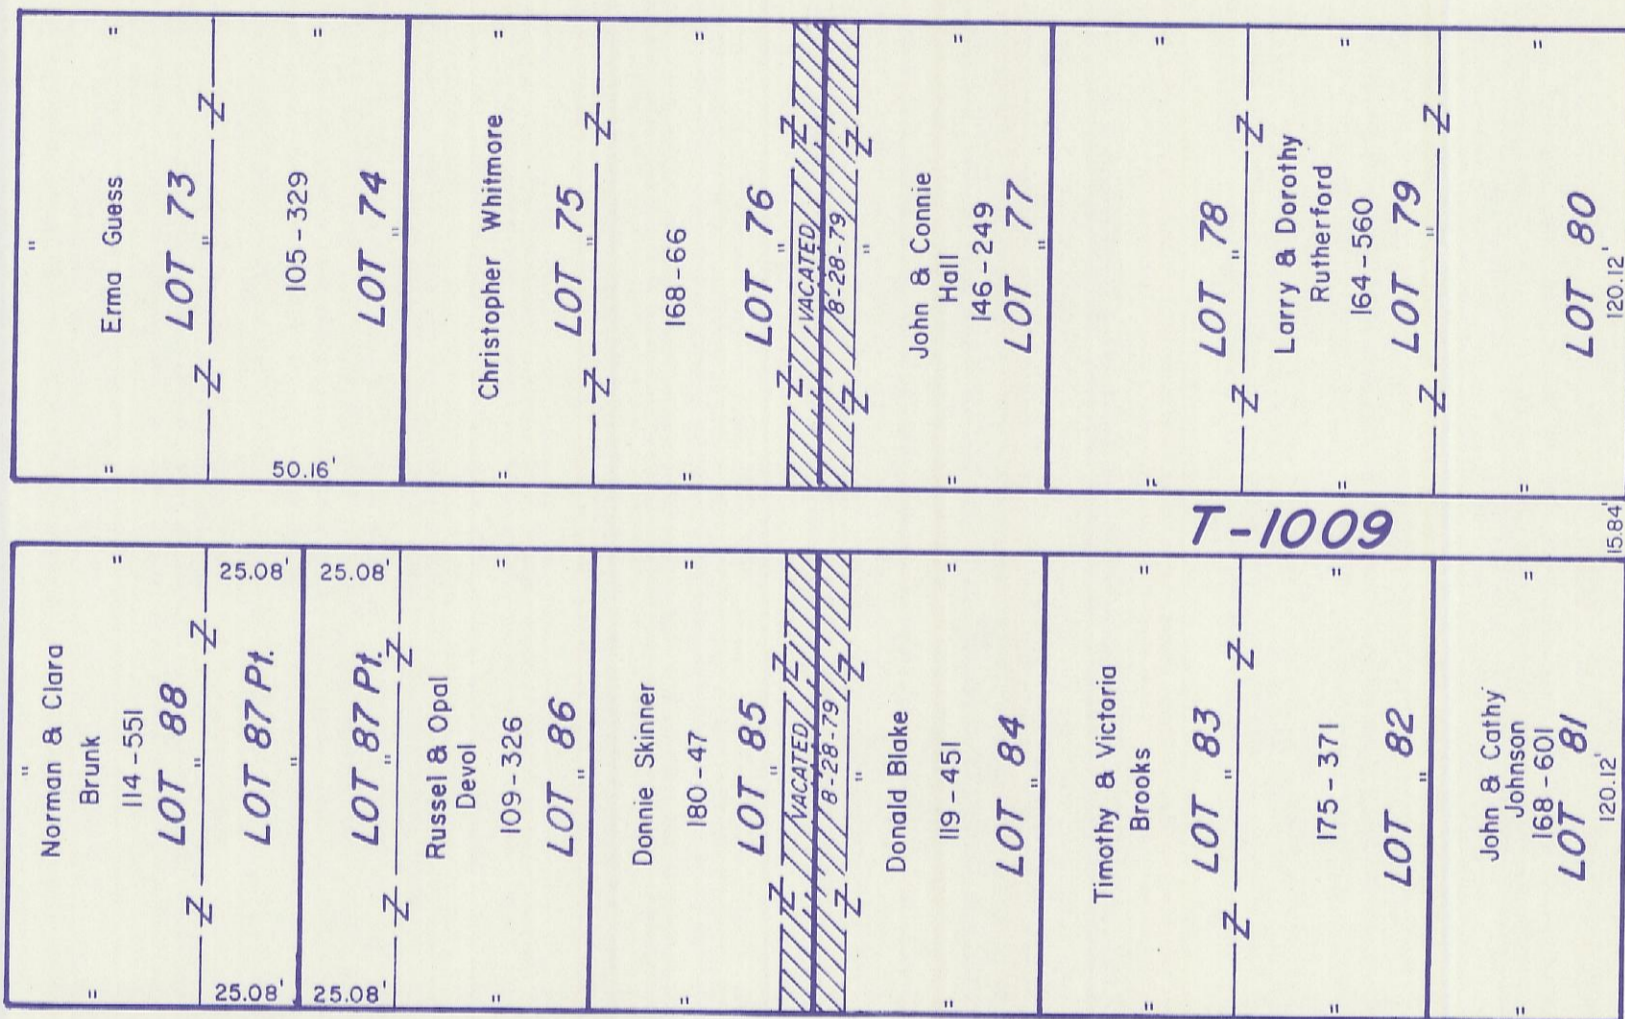 "
Erma Guess
"
"
LOT 73
"
Z
Z
105-329
"
50.16'
LOT 74
"
Christopher Whitmore
"
"
LOT 75
"
Z
Z
168-66
"
"
LOT 76
"
Z
Z
VACATED
8-28-79
Z
Z
"
John & Connie
Hall
"
"
146-249
LOT 77
"
"
"
LOT 78
"
Z
Z
Larry & Dorothy
Rutherford
"
"
164-560
LOT 79
"
Z
Z
"
"
LOT 80
120.12'
T-1009
15.84'
"
Norman & Clara
Brunk
"
"
114-551
LOT 88
"
Z
Z
25.08'
25.08'
LOT 87 Pt.
"
25.08'
25.08'
LOT 87 Pt.
"
Z
Z
Russel & Opal
Devol
"
"
109-326
LOT 86
"
Donnie Skinner
"
"
180-47
LOT 85
"
Z
Z
VACATED
8-28-79
Z
Z
"
Donald Blake
"
"
119-451
LOT 84
"
Timothy & Victoria
Brooks
"
"
LOT 83
"
Z
Z
175-371
"
"
LOT 82
"
John & Cathy
Johnson
"
"
168-601
LOT 81
"
120.12'